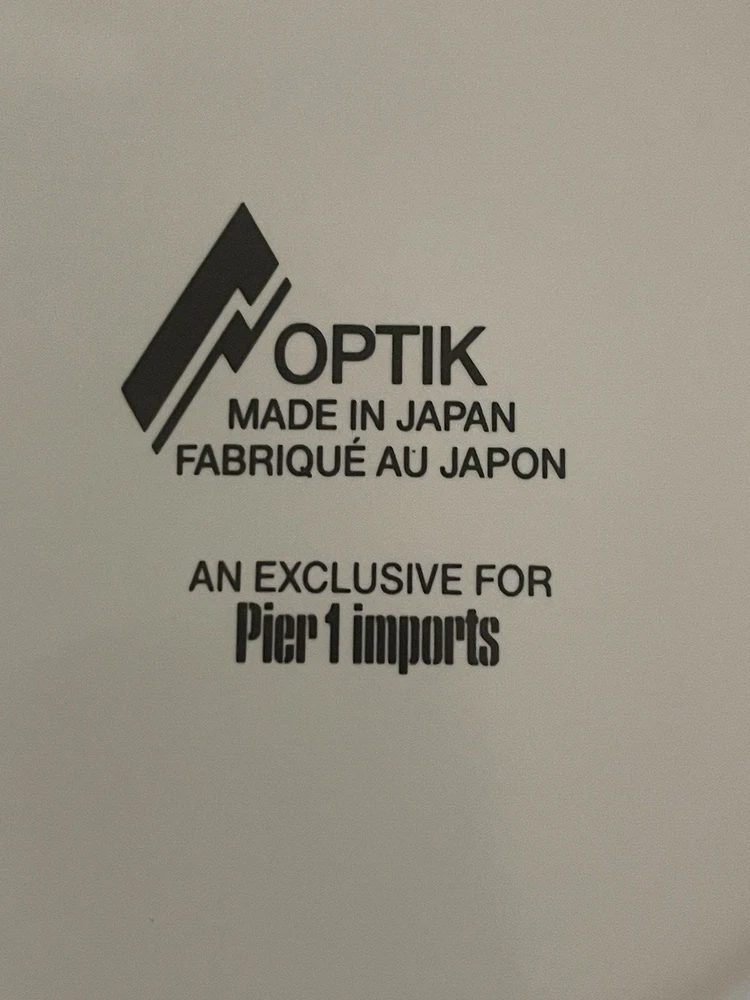 OPTIK
MADE IN JAPAN
FABRIQUÉ AU JAPON
AN EXCLUSIVE FOR
Pier 1 imports